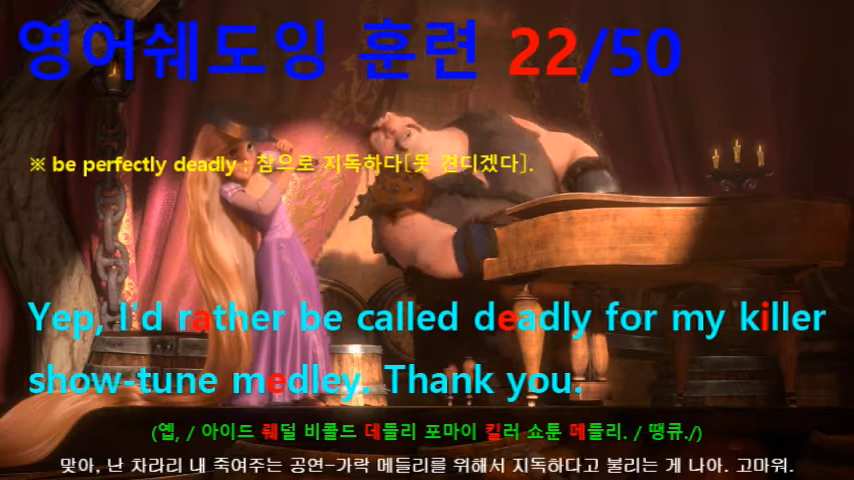 영어쉐도잉 훈련 22/50
※ be perfectly deadly : 참으로 지독하다[못 견디겠다].
Yep, I'd rather be called deadly for my killer
show-tune medley. Thank you.
(옙, / 아이드 뤠덜 비콜드 데들리 포마이 킬러 쇼튠 메들리. / 땡큐./)
맞아, 난 차라리 내 죽여주는 공연-가락 메들리를 위해서 지독하다고 불리는 게 나아. 고마워.